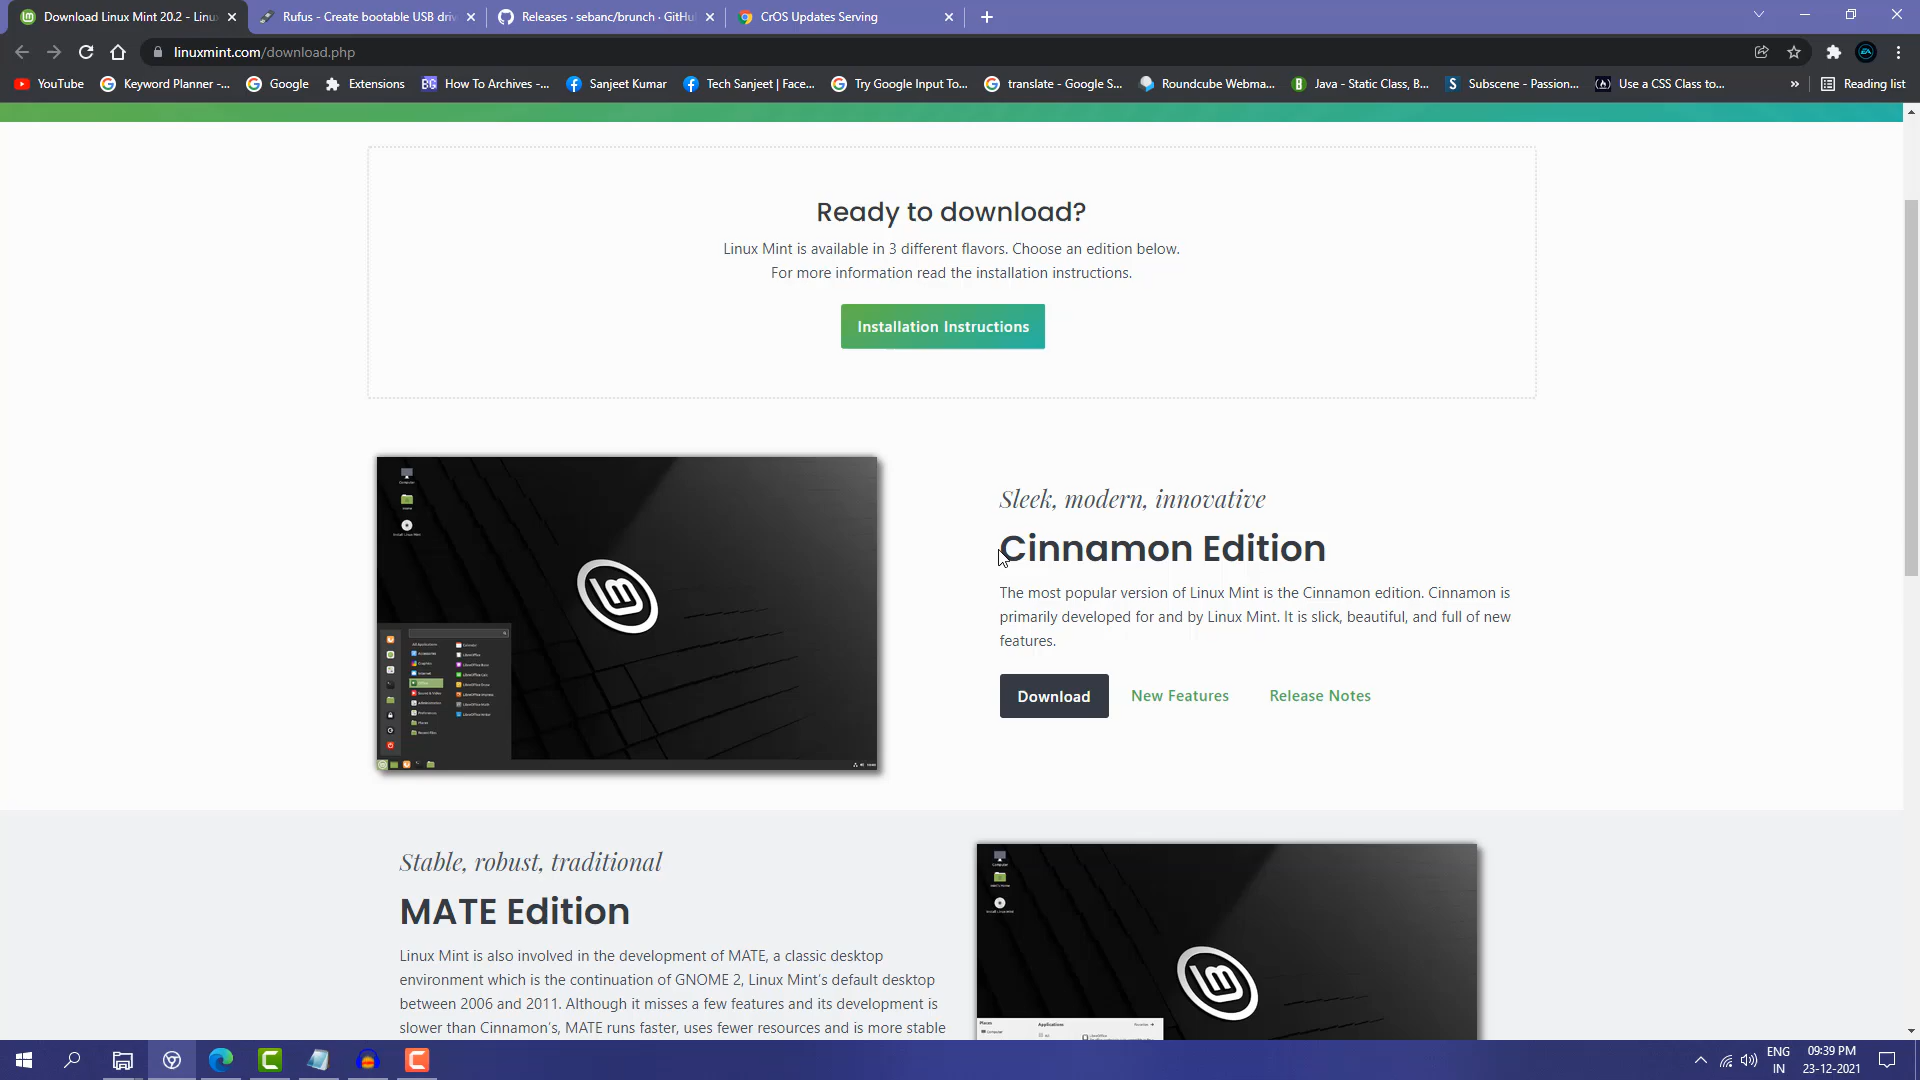 Download Linux Mint 20.2 - Linu
Rufus - Create bootable USB driv
Releases · sebanc/brunch · GitHu
CrOS Updates Serving
linuxmint.com/download.php
YouTube
Keyword Planner -...
Google
Extensions
How To Archives -...
Sanjeet Kumar
Tech Sanjeet | Face...
Try Google Input To...
translate - Google S...
Roundcube Webma...
Java - Static Class, B...
Subscene - Passion...
Use a CSS Class to...
Reading list
Ready to download?
Linux Mint is available in 3 different flavors. Choose an edition below.
For more information read the installation instructions.
Installation Instructions
Sleek, modern, innovative
Cinnamon Edition
The most popular version of Linux Mint is the Cinnamon edition. Cinnamon is
primarily developed for and by Linux Mint. It is slick, beautiful, and full of new
features.
Download
New Features
Release Notes
Stable, robust, traditional
MATE Edition
Linux Mint is also involved in the development of MATE, a classic desktop
environment which is the continuation of GNOME 2, Linux Mint's default desktop
between 2006 and 2011. Although it misses a few features and its development is
slower than Cinnamon's, MATE runs faster, uses fewer resources and is more stable
ENG
IN
09:39 PM
23-12-2021